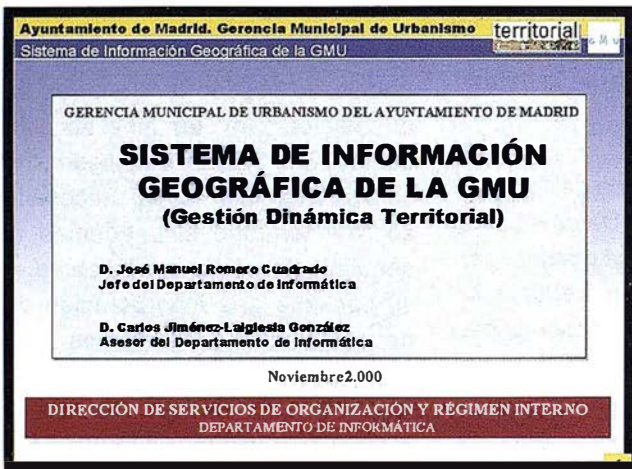 Ayuntamiento de Madrid. Gerencia Municipal de Urbanismo
territorial
Sistema de Información Geográfica de la GMU
GERENCIA MUNICIPAL DE URBANISMO DEL AYUNTAMIENTO DE MADRID
SISTEMA DE INFORMACIÓN
GEOGRÁFICA DE LA GMU
(Gestión Dinámica Territorial)
D. José Manuel Romero Cuadrado
Jefe del Departamento de Informática
D. Carlos Jiménez-Laiglesia González
Asesor del Departamento de Informática
Noviembre2.000
DIRECCIÓN DE SERVICIOS DE ORGANIZACIÓN Y RÉGIMEN INTERNO
DEPARTAMENTO DE INFORMÁTICA